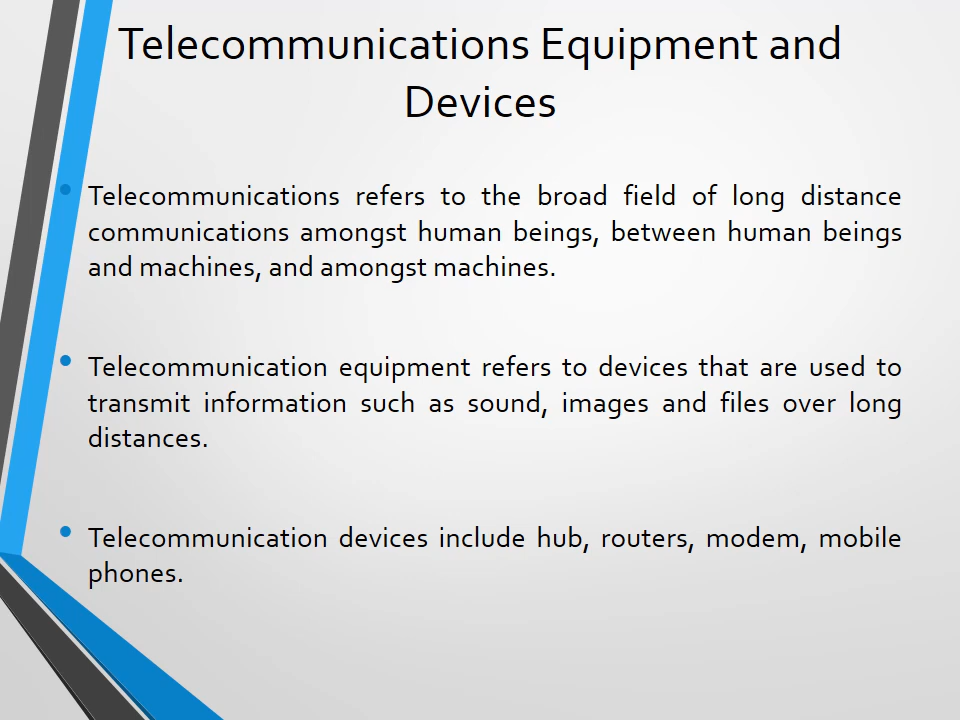 Telecommunications Equipment and
Devices
• Telecommunications refers to the broad field of long distance
communications amongst human beings, between human beings
and machines, and amongst machines.
• Telecommunication equipment refers to devices that are used to
transmit information such as sound, images and files over long
distances.
• Telecommunication devices include hub, routers, modem, mobile
phones.